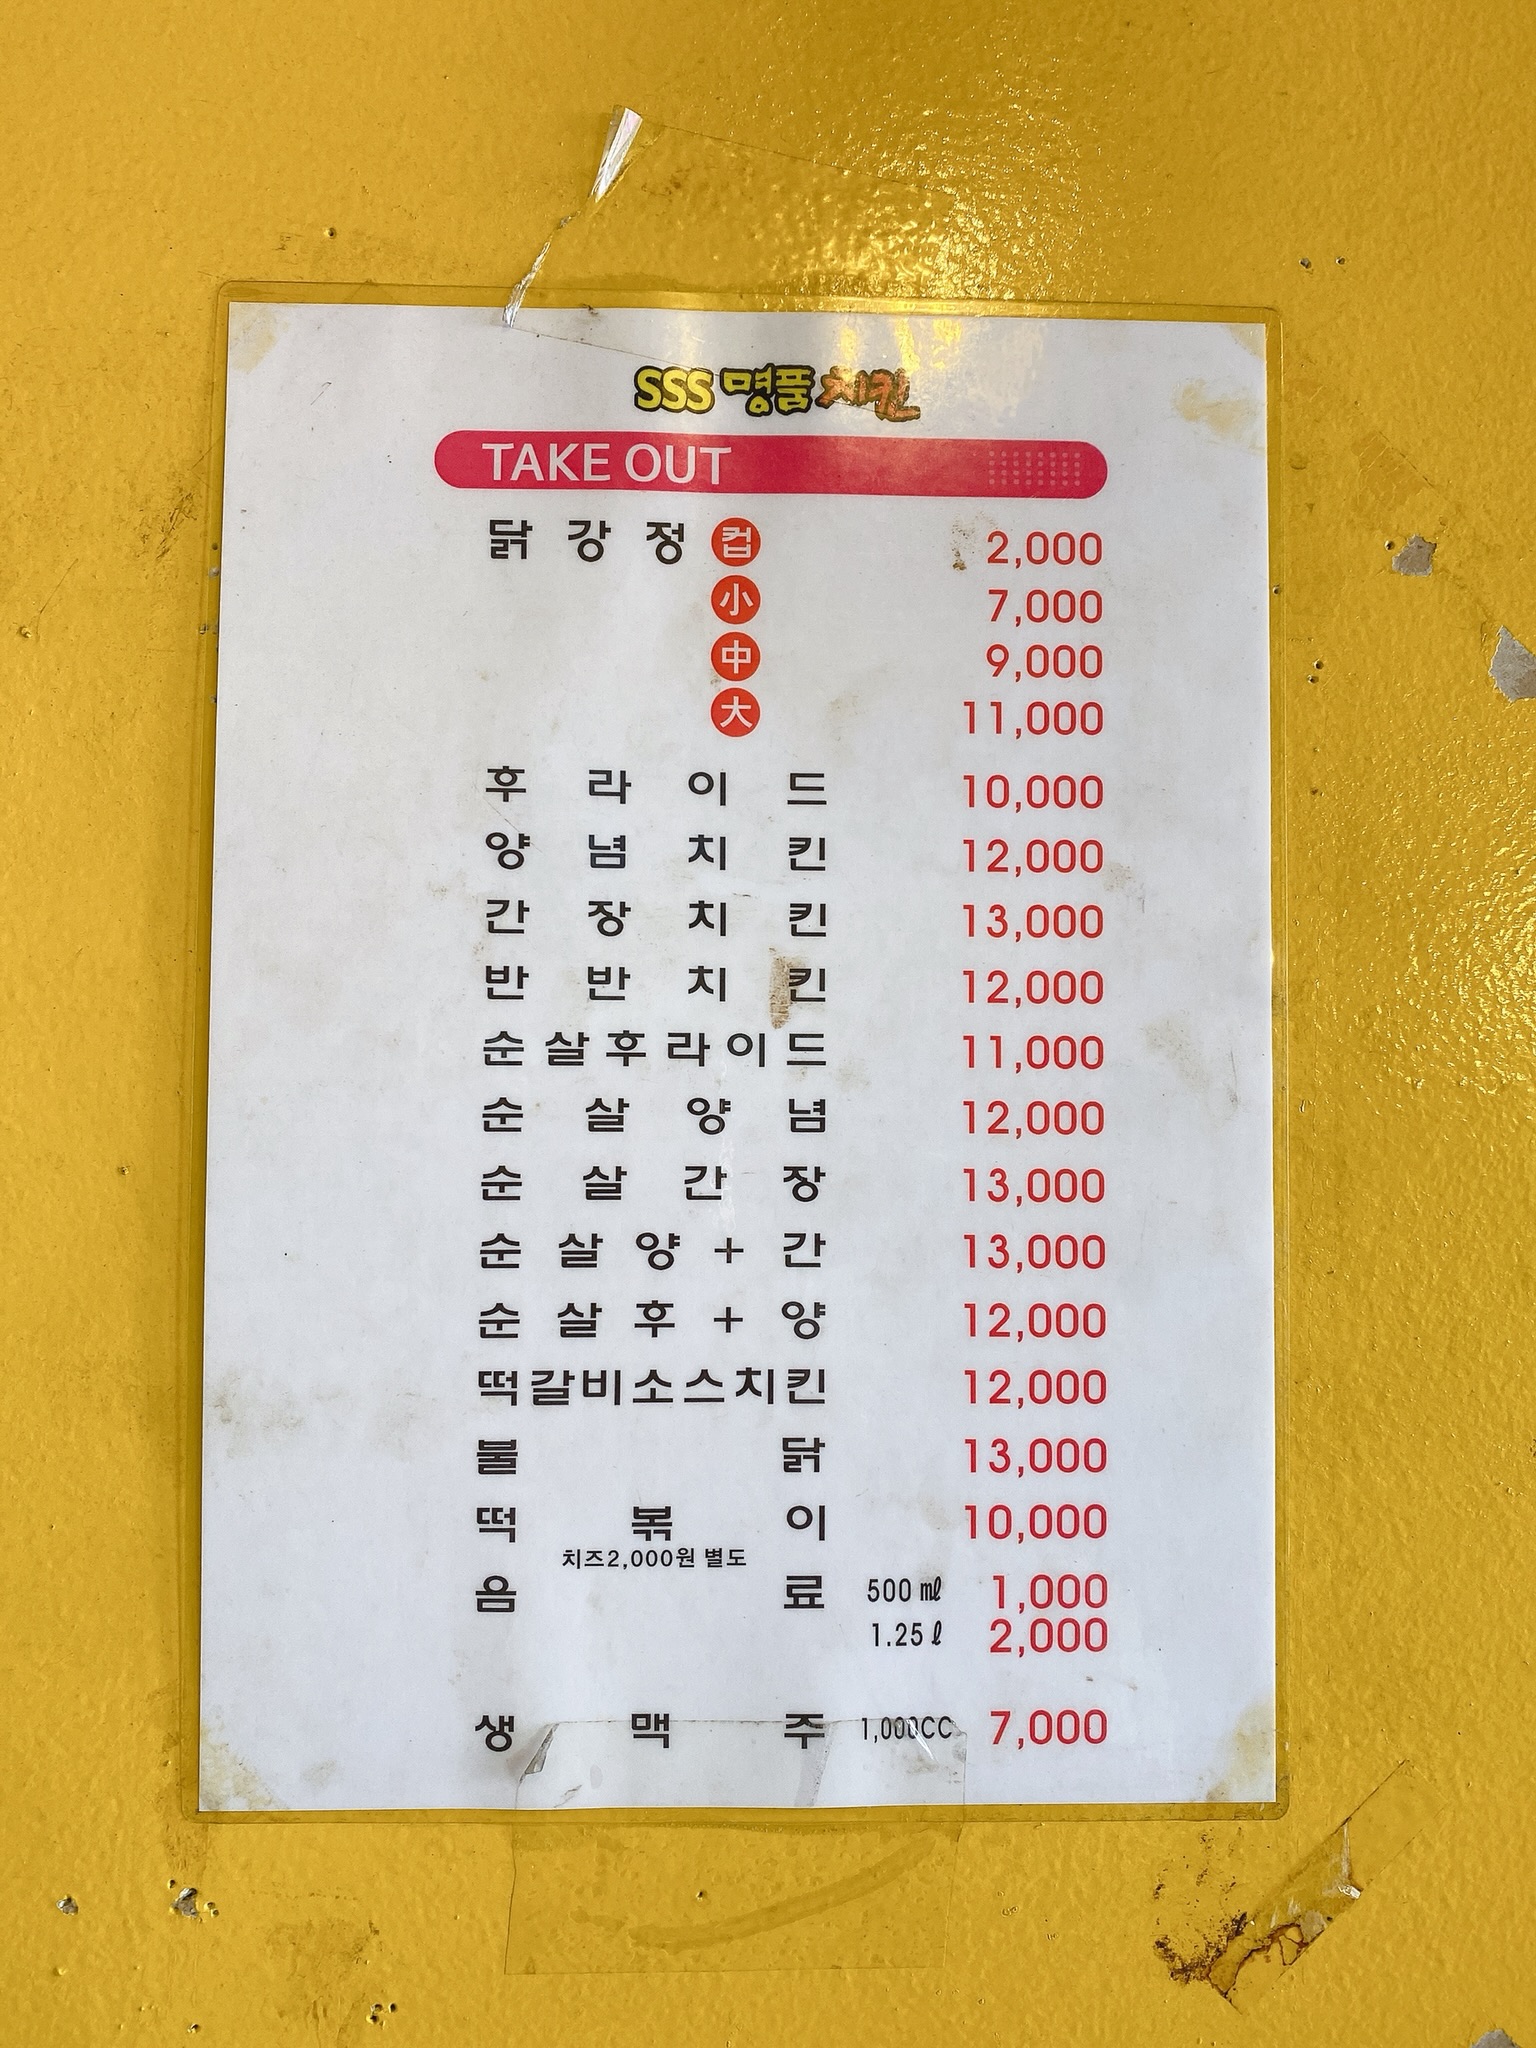 SSS 명품 치킨
TAKE OUT
닭강정 컵 2,000
小 7,000
中 9,000
大 11,000
후라이드 10,000
양념치킨 12,000
간장치킨 13,000
반반치킨 12,000
순살후라이드 11,000
순살양념 12,000
순살간장 13,000
순살양+간 13,000
순살후+양 12,000
떡갈비소스치킨 12,000
불닭 13,000
떡볶이 10,000
치즈2,000원 별도
음료 500㎖ 1,000
1.25ℓ 2,000
생맥주 1,000CC 7,000